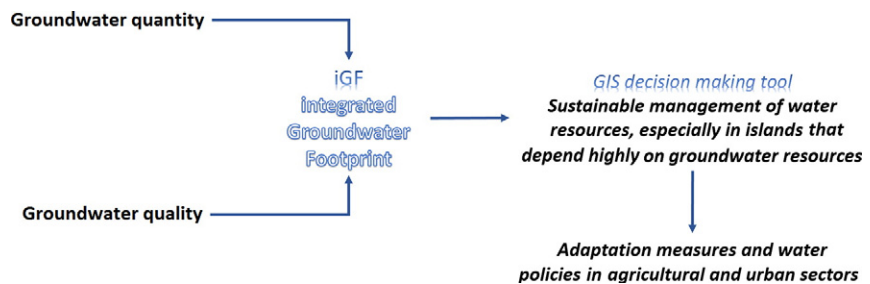 Groundwater quantity
iGF
integrated
Groundwater
Footprint
Groundwater quality
GIS decision making tool
Sustainable management of water
resources, especially in islands that
depend highly on groundwater resources
Adaptation measures and water
policies in agricultural and urban sectors